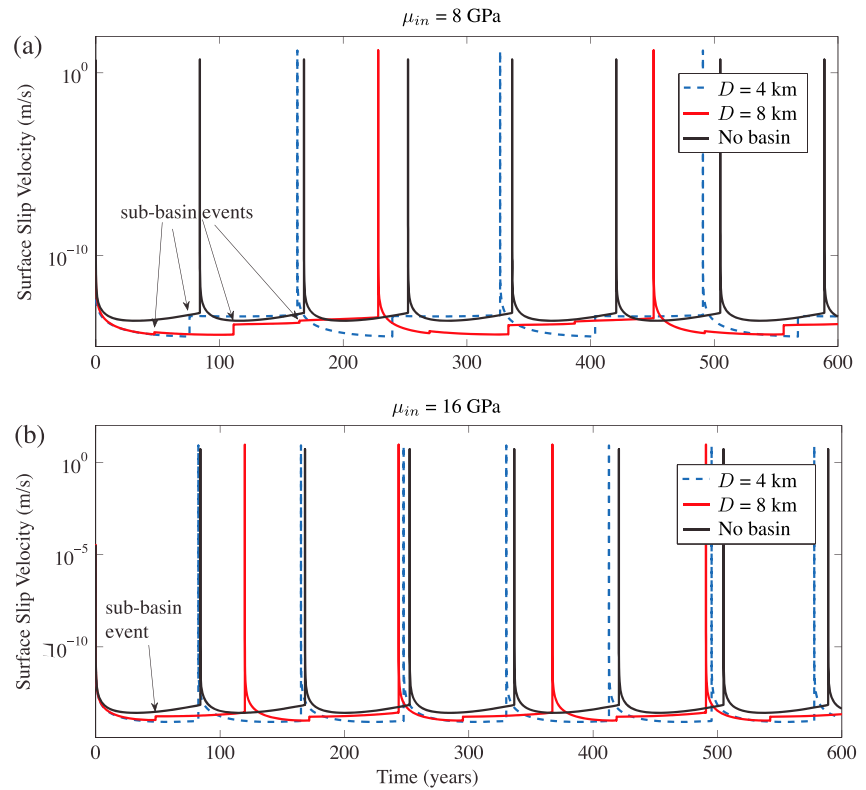 μin = 8 GPa
(a)
10^0
D = 4 km
D = 8 km
No basin
Surface Slip Velocity (m/s)
sub-basin events
10^-10
0 100 200 300 400 500 600
μin = 16 GPa
(b)
10^0
D = 4 km
D = 8 km
No basin
Surface Slip Velocity (m/s)
10^-5
sub-basin
event
10^-10
0 100 200 300 400 500 600
Time (years)